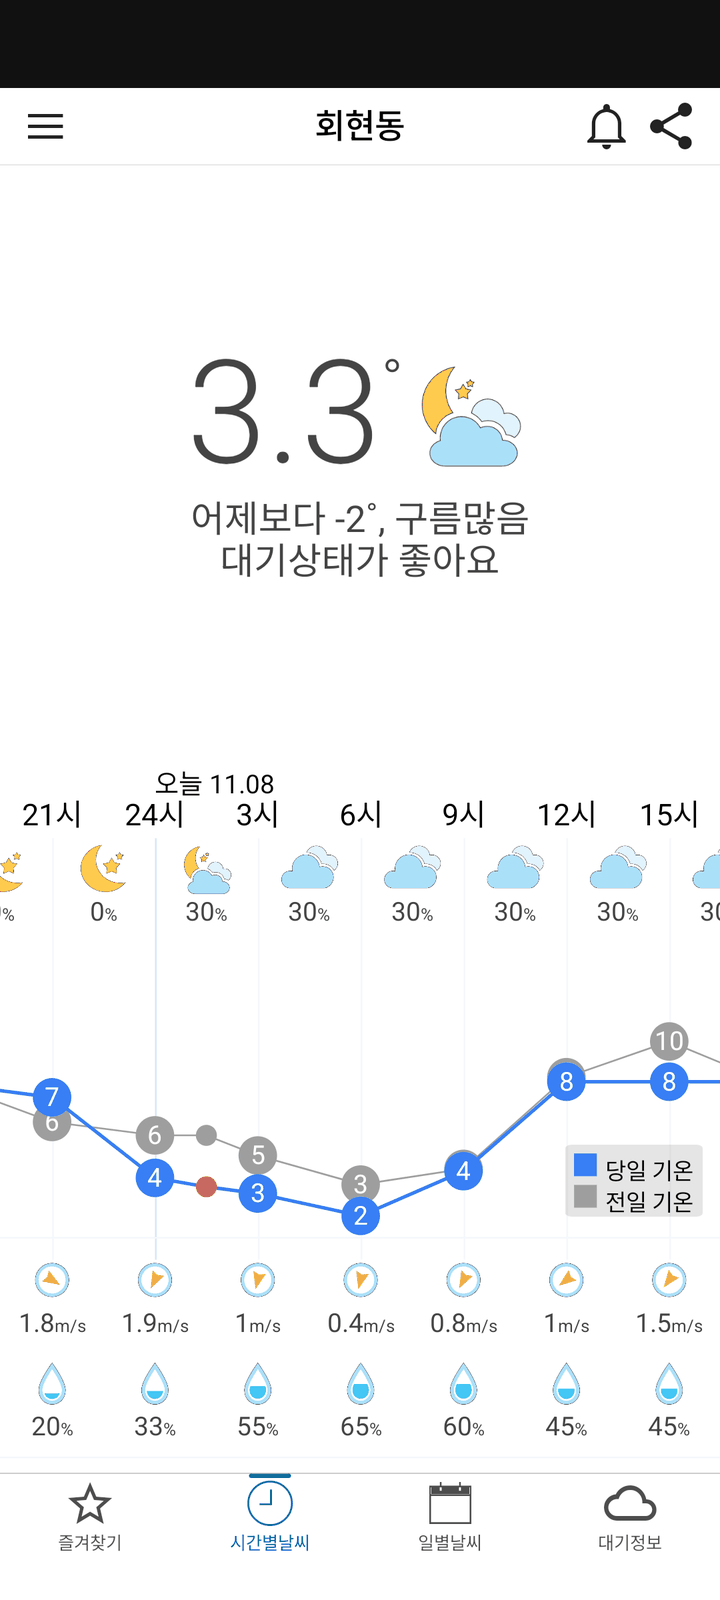 회현동
3.3°
어제보다 -2°, 구름많음
대기상태가 좋아요
오늘 11.08
21시 24시 3시 6시 9시 12시 15시
% 0% 30% 30% 30% 30% 30% 30
10
7 6 6 5 3 8 8
4 3 2 4
당일 기온
전일 기온
1.8m/s 1.9m/s 1m/s 0.4m/s 0.8m/s 1m/s 1.5m/s
20% 33% 55% 65% 60% 45% 45%
즐겨찾기 시간별날씨 일별날씨 대기정보